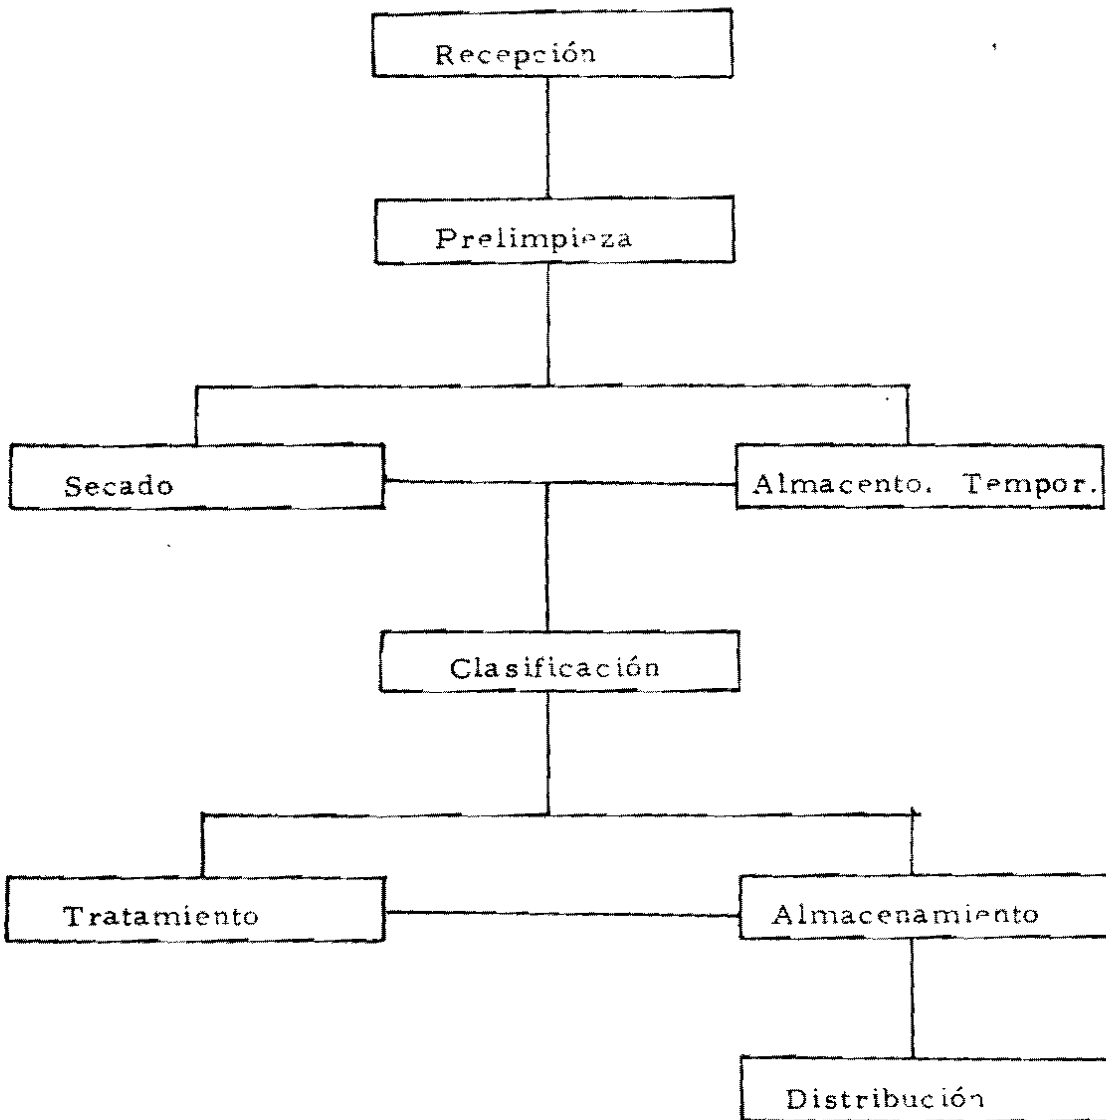 Recepción
Prelimpieza
Secado
Almacento. Tempor.
Clasificación
Tratamiento
Almacenamiento
Distribución